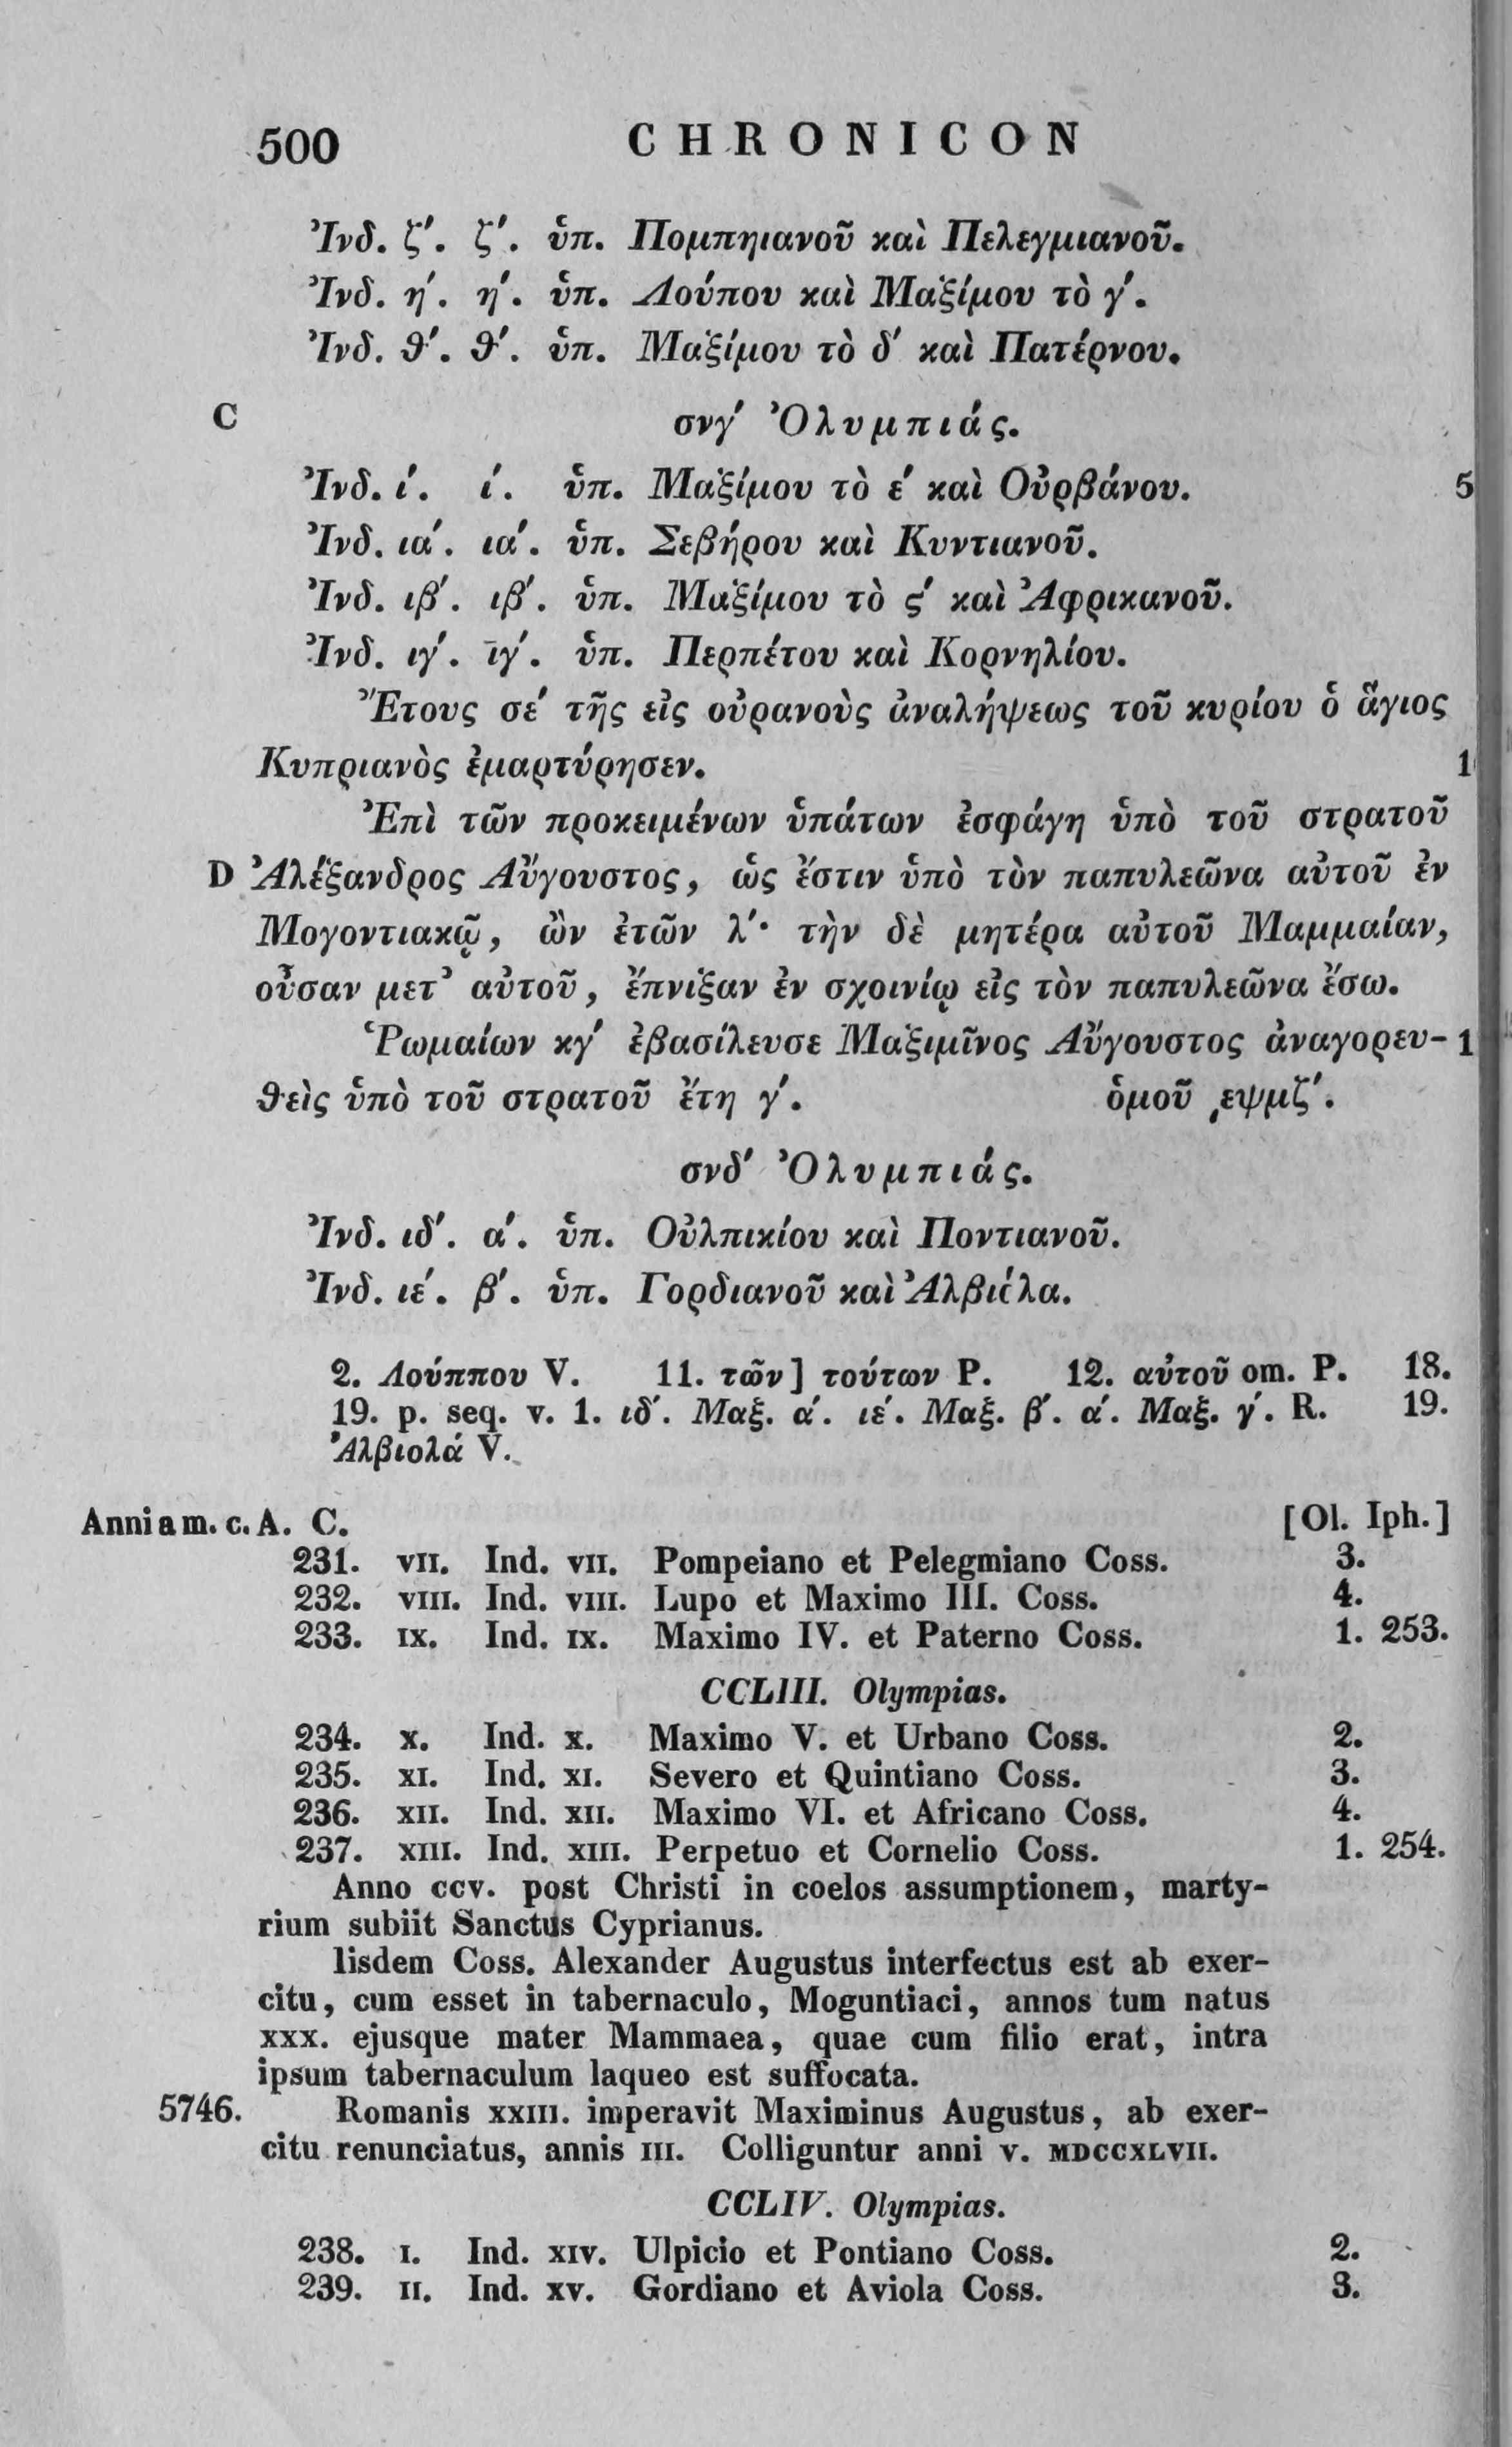 500 CHRONICON
Ἰνδ. ζ′. ζ′. ὑπ. Πομπηιανοῦ καὶ Πελεγμιανοῦ.
Ἰνδ. η′. η′. ὑπ. Λούπου καὶ Μαξίμου τὸ γ′.
Ἰνδ. θ′. θ′. ὑπ. Μαξίμου τὸ δ′ καὶ Πατέρνου.
C σνγ′ Ὀλυμπιάς.
Ἰνδ. ι′. ι′. ὑπ. Μαξίμου τὸ ε′ καὶ Οὐρβάνου. 5
Ἰνδ. ια′. ια′. ὑπ. Σεβήρου καὶ Κυντιανοῦ.
Ἰνδ. ιβ′. ιβ′. ὑπ. Μαξίμου τὸ ς′ καὶ Ἀφρικανοῦ.
Ἰνδ. ιγ′. ιγ′. ὑπ. Περπέτου καὶ Κορνηλίου.
Ἔτους σε′ τῆς εἰς οὐρανοὺς ἀναλήψεως τοῦ κυρίου ὁ ἅγιος
Κυπριανὸς ἐμαρτύρησεν. 1
Ἐπὶ τῶν προκειμένων ὑπάτων ἐσφάγη ὑπὸ τοῦ στρατοῦ
D Ἀλέξανδρος Αὔγουστος, ὡς ἔστιν ὑπὸ τὸν παπυλεῶνα αὐτοῦ ἐν
Μογοντιακῷ, ὢν ἐτῶν λ′· τὴν δὲ μητέρα αὐτοῦ Μαμμαίαν,
οὖσαν μετ᾽ αὐτοῦ, ἔπνιξαν ἐν σχοινίῳ εἰς τὸν παπυλεῶνα ἔσω.
Ῥωμαίων κγ′ ἐβασίλευσε Μαξιμῖνος Αὔγουστος ἀναγορευ- 1
θεὶς ὑπὸ τοῦ στρατοῦ ἔτη γ′. ὁμοῦ ͵εψμζ′.
σνδ′ Ὀλυμπιάς.
Ἰνδ. ιδ′. α′. ὑπ. Οὐλπικίου καὶ Ποντιανοῦ.
Ἰνδ. ιε′. β′. ὑπ. Γορδιανοῦ καὶ Ἀλβιέλα.
2. Λούππου V. 11. τῶν] τούτων P. 12. αὐτοῦ om. P. 18.
19. p. seq. v. 1. ιδ′. Μαξ. α′. ιε′. Μαξ. β′. α′. Μαξ. γ′. R. 19.
Ἀλβιολά V.
Anni a m. c. A. C. [Ol. Iph.]
231. VII. Ind. VII. Pompeiano et Pelegmiano Coss. 3.
232. VIII. Ind. VIII. Lupo et Maximo III. Coss. 4.
233. IX. Ind. IX. Maximo IV. et Paterno Coss. 1. 253.
CCLIII. Olympias.
234. X. Ind. X. Maximo V. et Urbano Coss. 2.
235. XI. Ind. XI. Severo et Quintiano Coss. 3.
236. XII. Ind. XII. Maximo VI. et Africano Coss. 4.
237. XIII. Ind. XIII. Perpetuo et Cornelio Coss. 1. 254.
Anno CCV. post Christi in coelos assumptionem, marty-
rium subiit Sanctus Cyprianus.
Iisdem Coss. Alexander Augustus interfectus est ab exer-
citu, cum esset in tabernaculo, Moguntiaci, annos tum natus
XXX. ejusque mater Mammaea, quae cum filio erat, intra
ipsum tabernaculum laqueo est suffocata.
5746. Romanis XXIII. imperavit Maximinus Augustus, ab exer-
citu renunciatus, annis III. Colliguntur anni V. MDCCXLVII.
CCLIV. Olympias.
238. I. Ind. XIV. Ulpicio et Pontiano Coss. 2.
239. II. Ind. XV. Gordiano et Aviola Coss. 3.